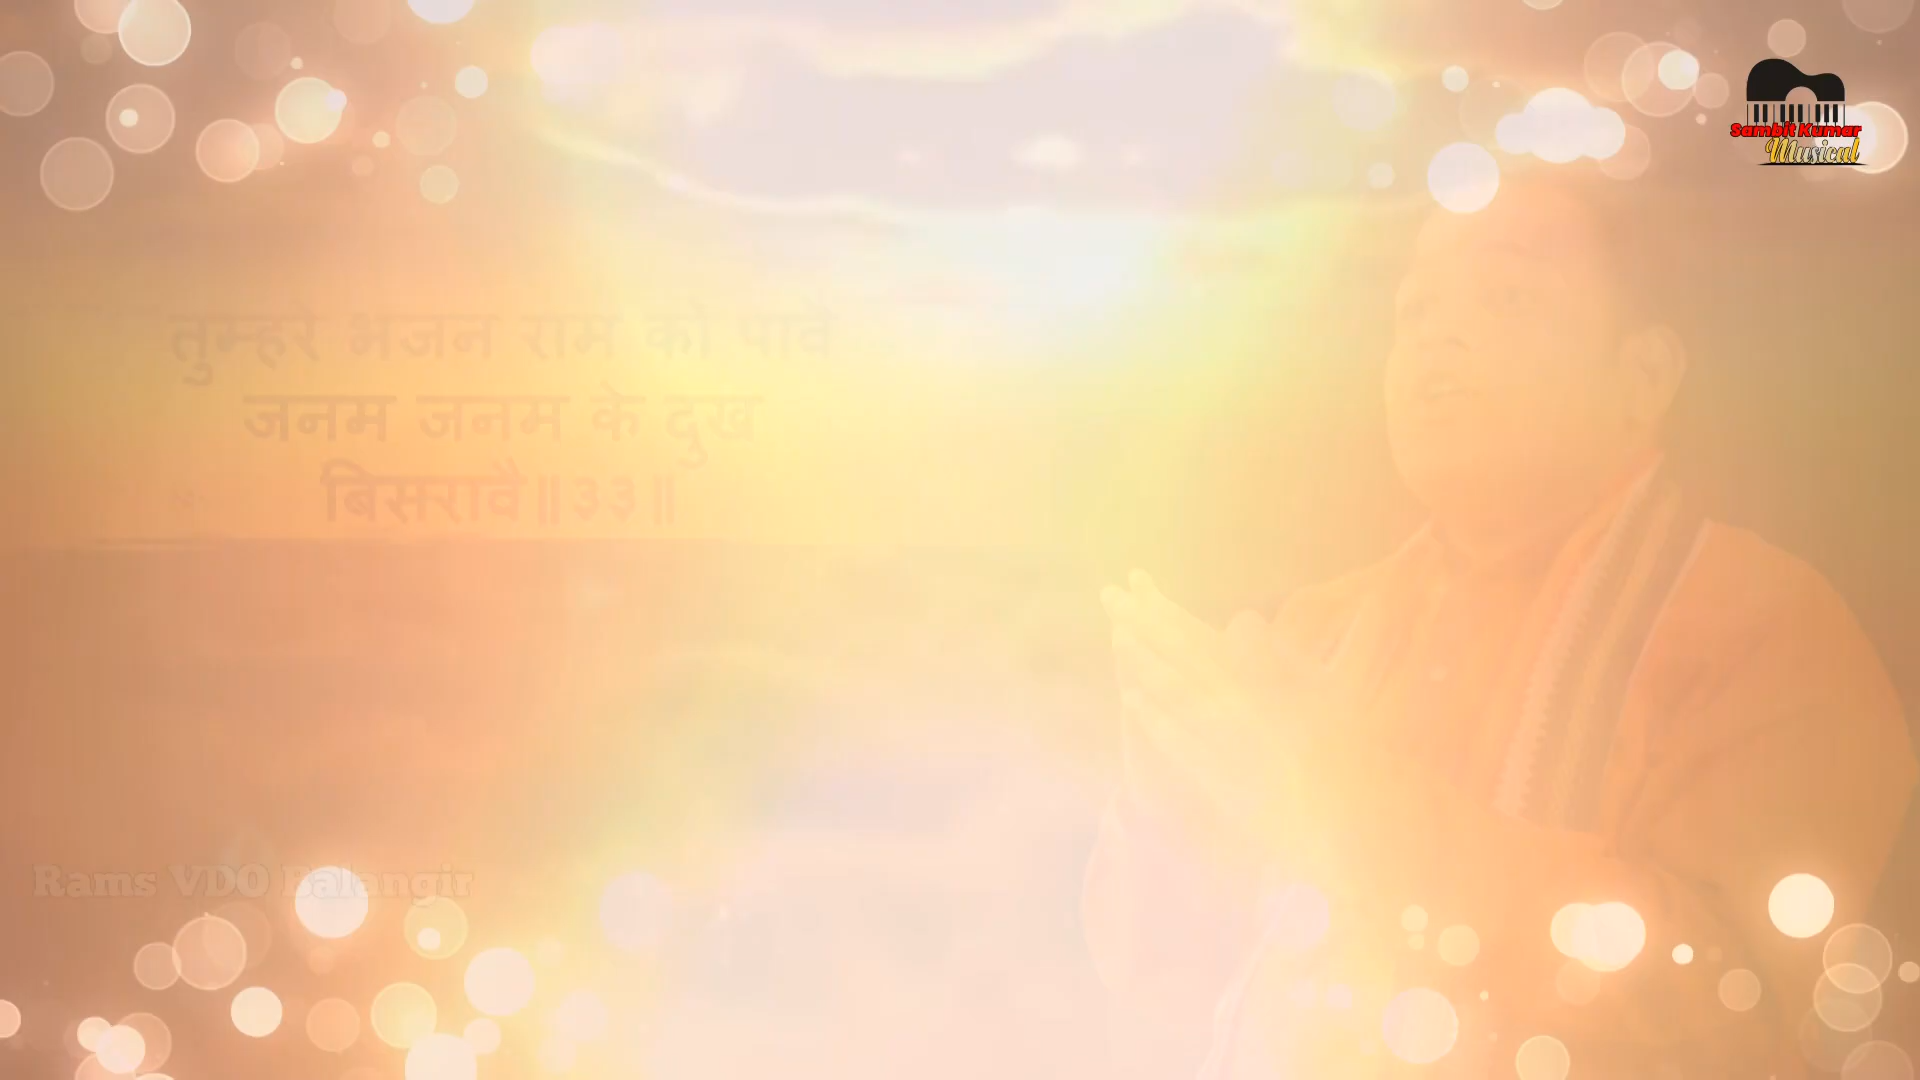 Sambit Kumar
Musical
तुम्हरे भजन राम को पावै
जनम जनम के दुख
बिसरावै॥३३॥
Rams VDO Balangir